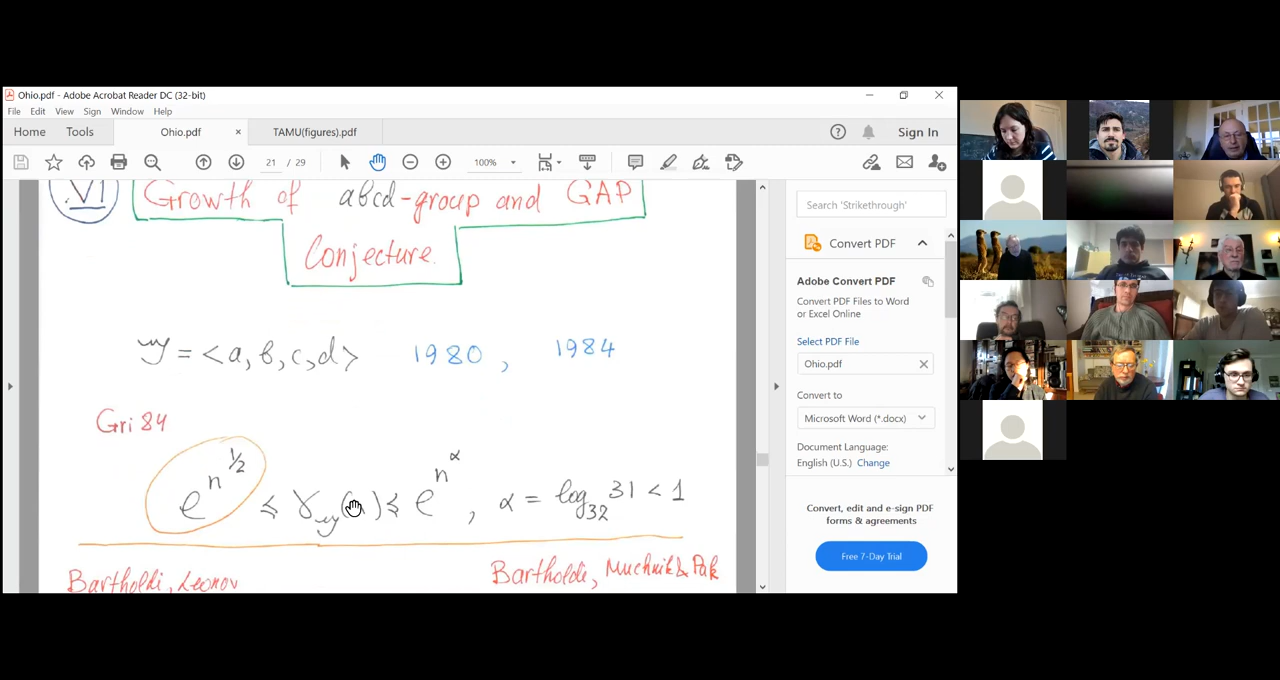 Ohio.pdf - Adobe Acrobat Reader DC (32-bit)
File Edit View Sign Window Help
Home Tools Ohio.pdf × TAMU(figures).pdf Sign In
21 / 29 100%
VI Growth of abcd-group and GAP
Conjecture.
= <a, b, c, d> 1980 , 1984
Gri 84
e^{n^{1/2}} ≤ γ (n) ≤ e^{n^α} , α = log_{32} 31 < 1
Bartholdi, Leonov Bartholdi, Muchnik & Pak
Search 'Strikethrough'
Convert PDF
Adobe Convert PDF
Convert PDF Files to Word
or Excel Online
Select PDF File
Ohio.pdf
Convert to
Microsoft Word (*.docx)
Document Language:
English (U.S.) Change
Convert, edit and e-sign PDF
forms & agreements
Free 7-Day Trial